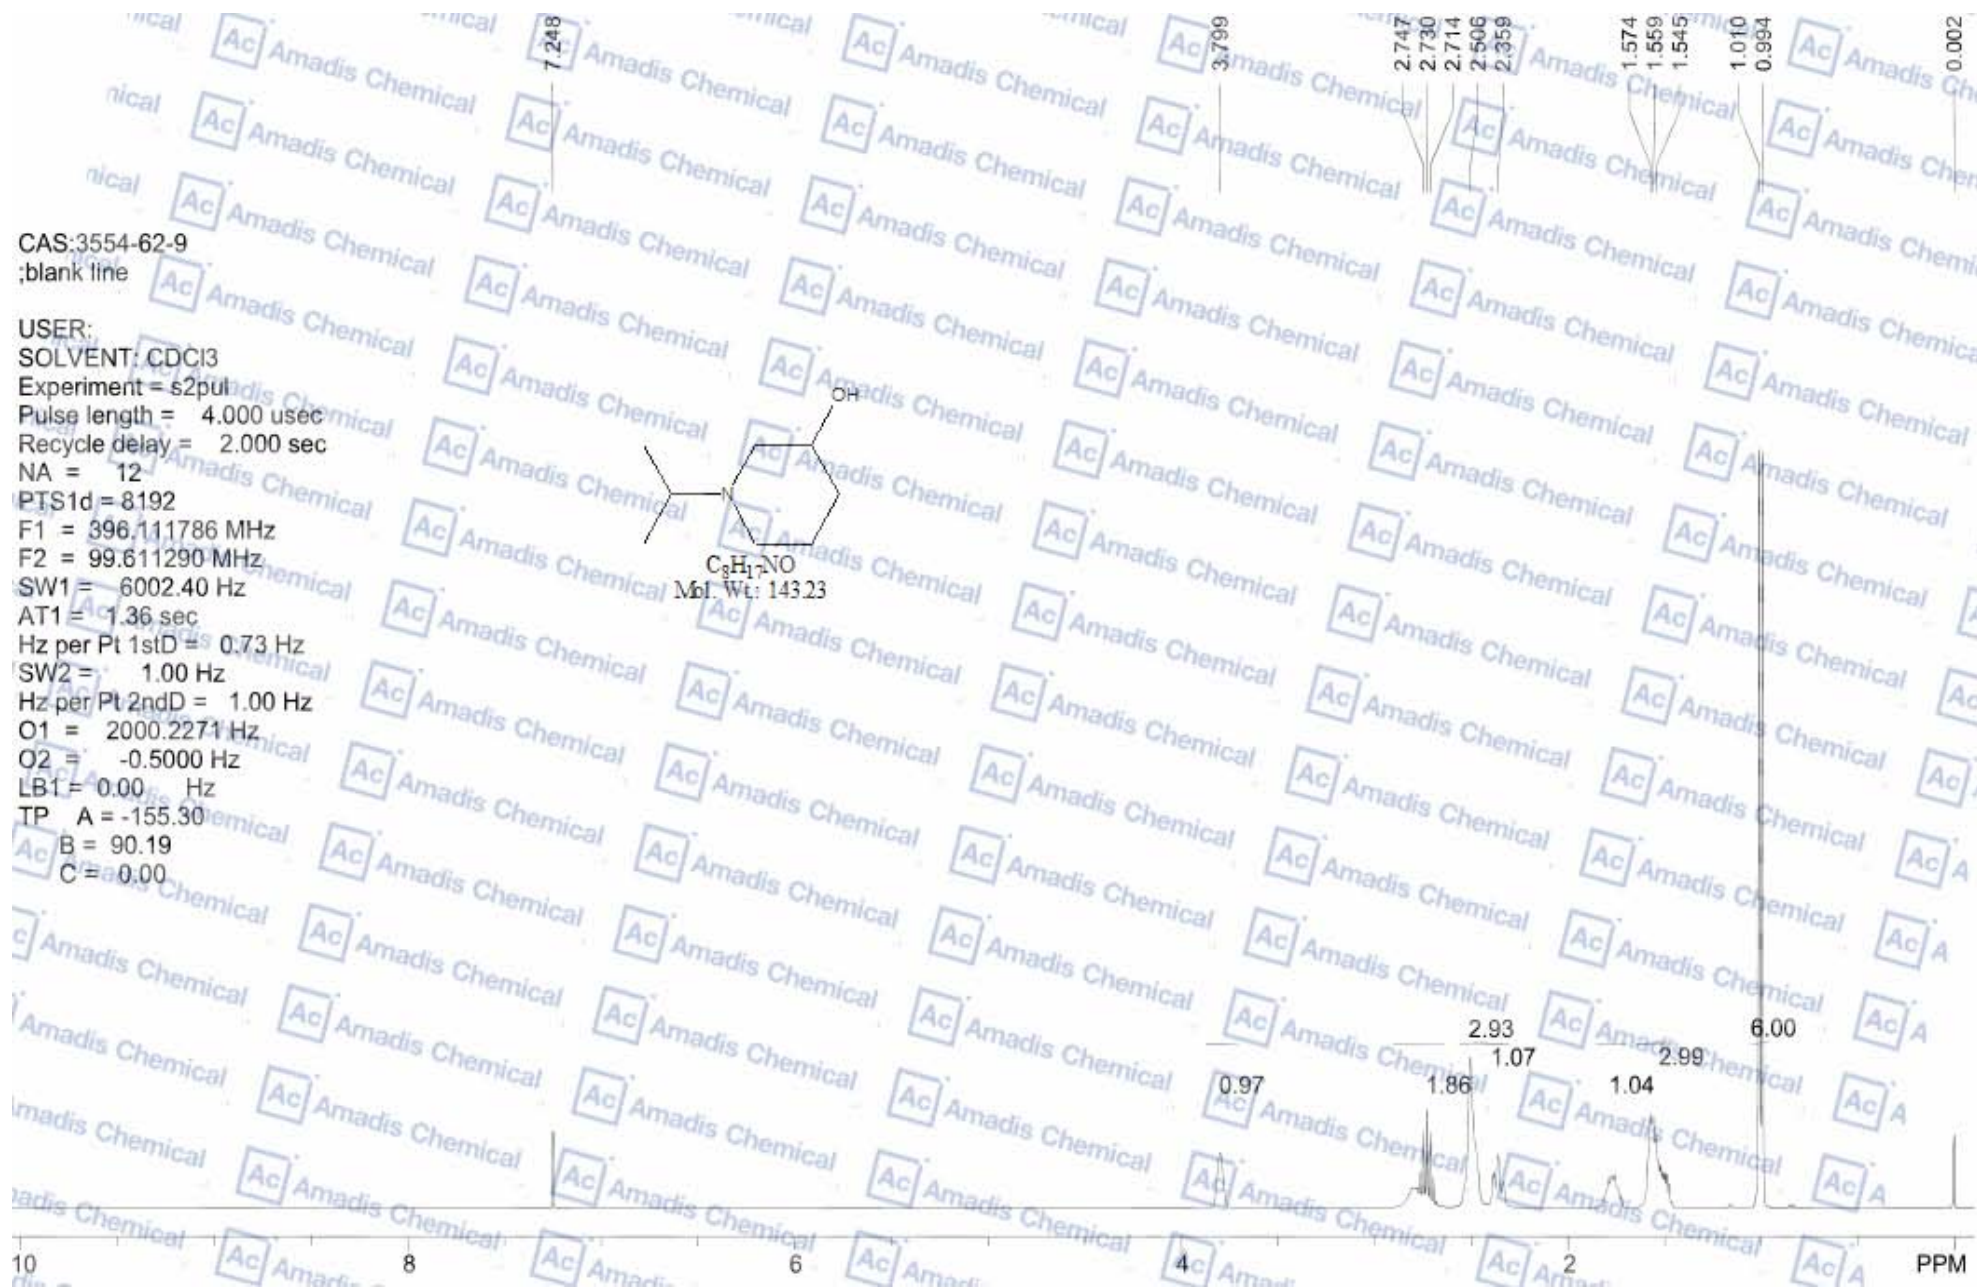 7.248
3.799
2.747
2.730
2.714
2.506
2.359
1.574
1.559
1.545
1.010
0.994
0.002
CAS:3554-62-9
;blank line
USER:
SOLVENT: CDCl3
Experiment = s2pul
Pulse length = 4.000 usec
Recycle delay = 2.000 sec
NA = 12
PTS1d = 8192
F1 = 396.111786 MHz
F2 = 99.611290 MHz
SW1 = 6002.40 Hz
AT1 = 1.36 sec
Hz per Pt 1stD = 0.73 Hz
SW2 = 1.00 Hz
Hz per Pt 2ndD = 1.00 Hz
O1 = 2000.2271 Hz
O2 = -0.5000 Hz
LB1 = 0.00 Hz
TP A = -155.30
B = 90.19
C = 0.00
OH
N
C8H17NO
Mol. Wt.: 143.23
2.93
6.00
1.07
2.99
0.97
1.86
1.04
10
8
6
4
2
PPM
Ac Amadis Chemical